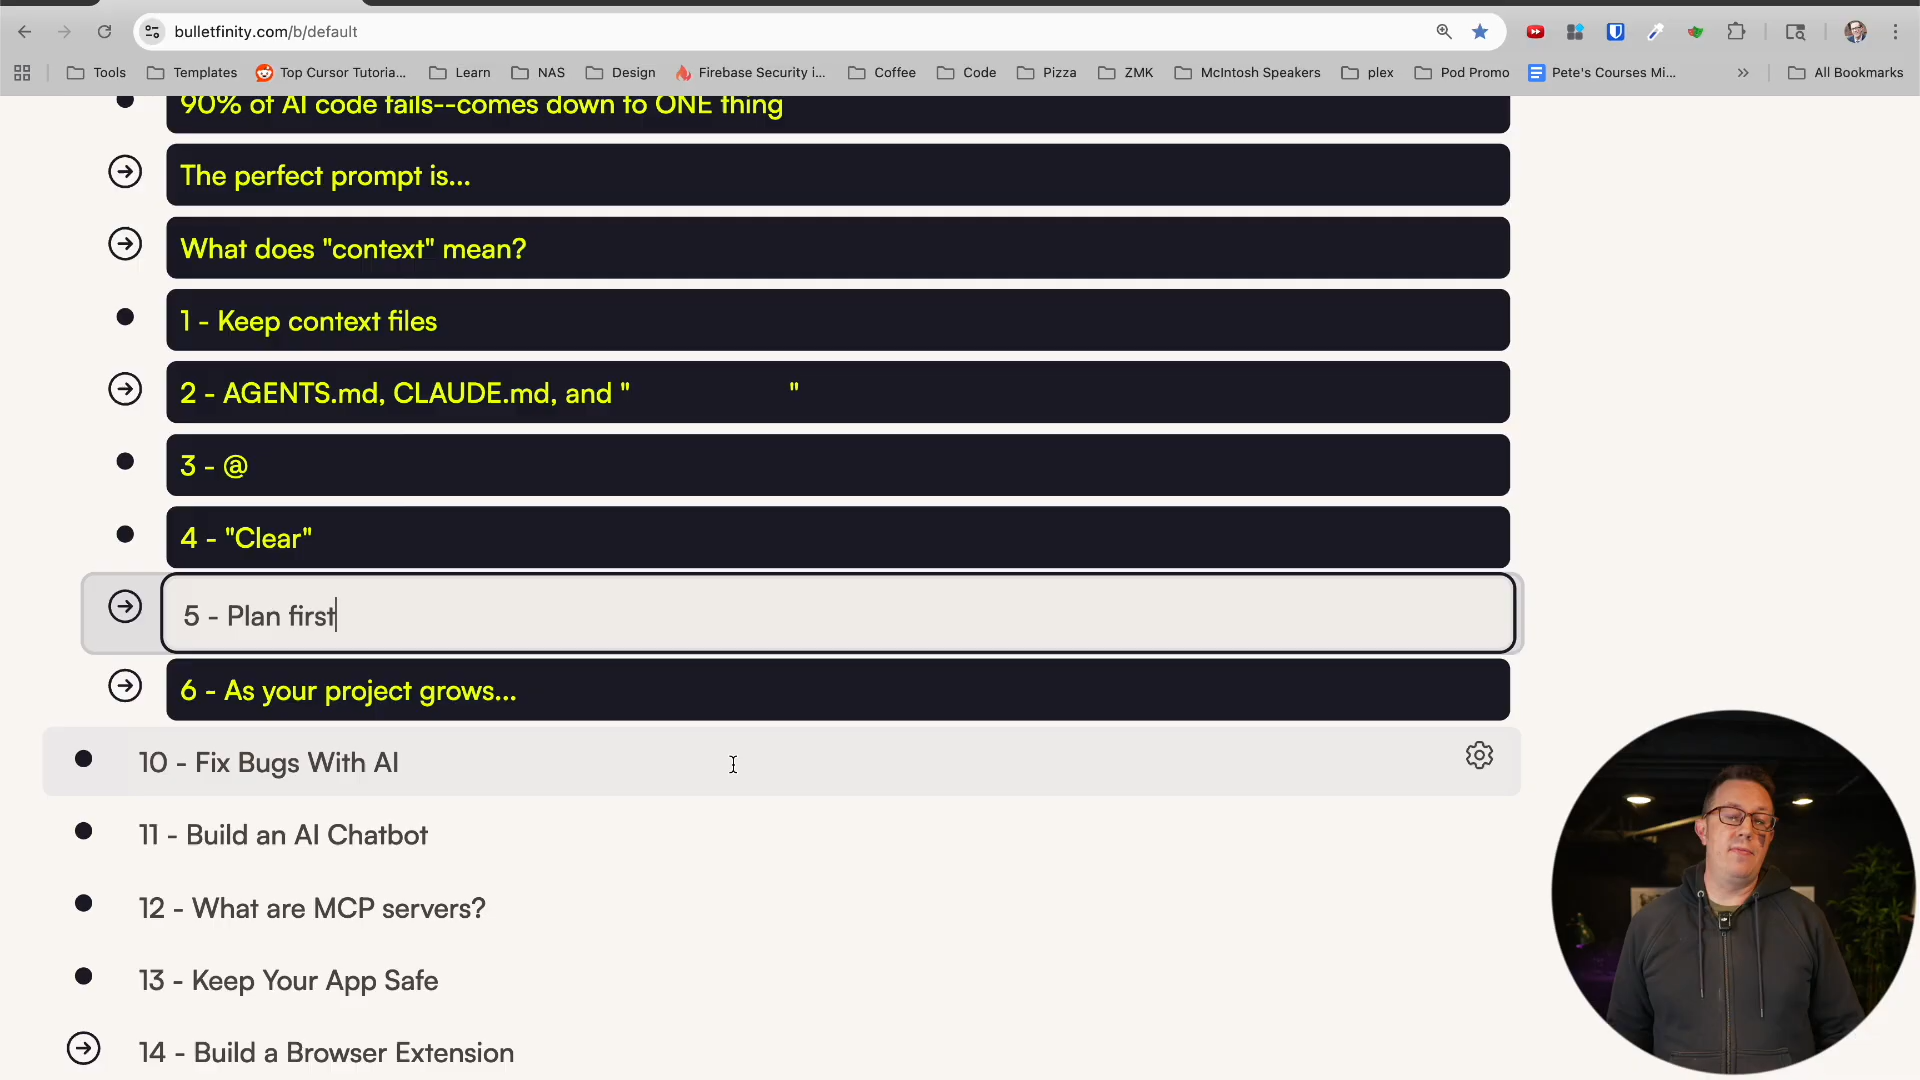 bulletfinity.com/b/default
Tools
Templates
Top Cursor Tutoria...
Learn
NAS
Design
Firebase Security i...
Coffee
Code
Pizza
ZMK
McIntosh Speakers
plex
Pod Promo
Pete's Courses Mi...
All Bookmarks
90% of AI code fails--comes down to ONE thing
The perfect prompt is...
What does "context" mean?
1 - Keep context files
2 - AGENTS.md, CLAUDE.md, and " "
3 - @
4 - "Clear"
5 - Plan first
6 - As your project grows...
10 - Fix Bugs With AI
11 - Build an AI Chatbot
12 - What are MCP servers?
13 - Keep Your App Safe
14 - Build a Browser Extension